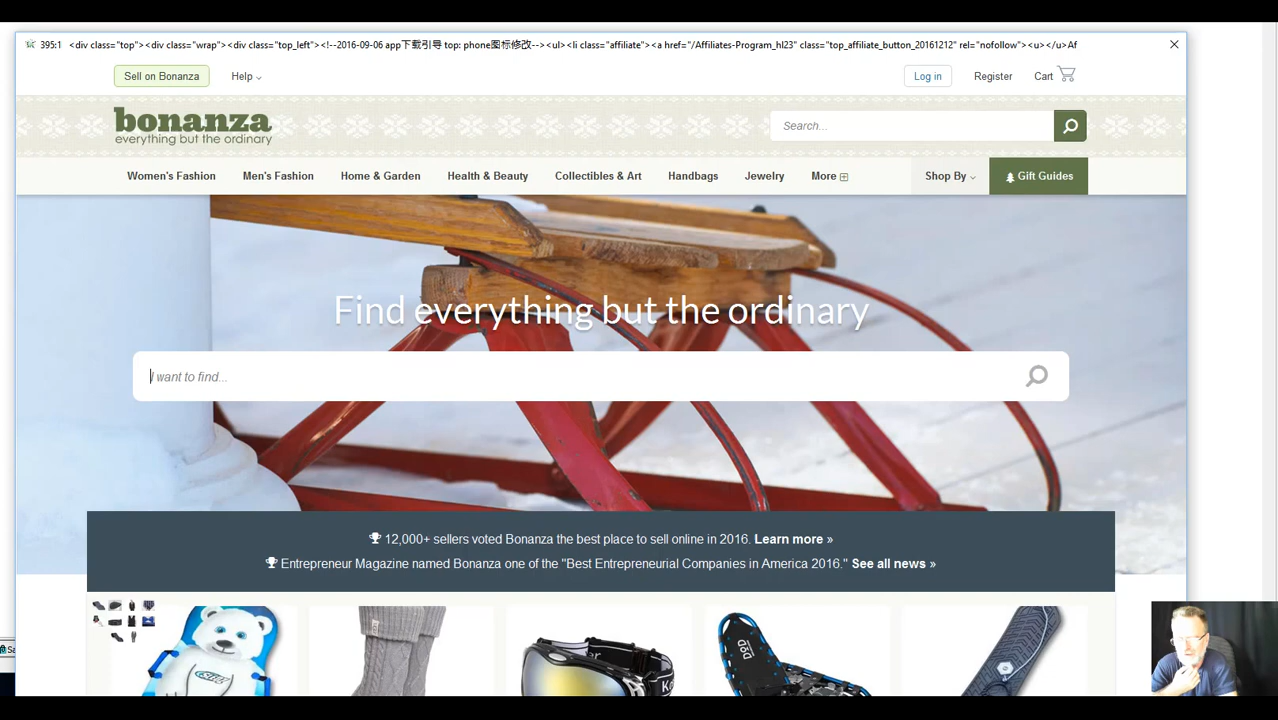 395:1 <div class="top"><div class="wrap"><div class="top_left"><!--2016-09-06 app下载引导 top: phone图标修改--><ul><li class="affiliate"><a href="/Affiliates-Program_hl23" class="top_affiliate_button_20161212" rel="nofollow"><u></u>Af
Sell on Bonanza Help Log in Register Cart
bonanza
everything but the ordinary
Search...
Women's Fashion Men's Fashion Home & Garden Health & Beauty Collectibles & Art Handbags Jewelry More Shop By Gift Guides
Find everything but the ordinary
I want to find...
12,000+ sellers voted Bonanza the best place to sell online in 2016. Learn more »
Entrepreneur Magazine named Bonanza one of the "Best Entrepreneurial Companies in America 2016." See all news »
Sa